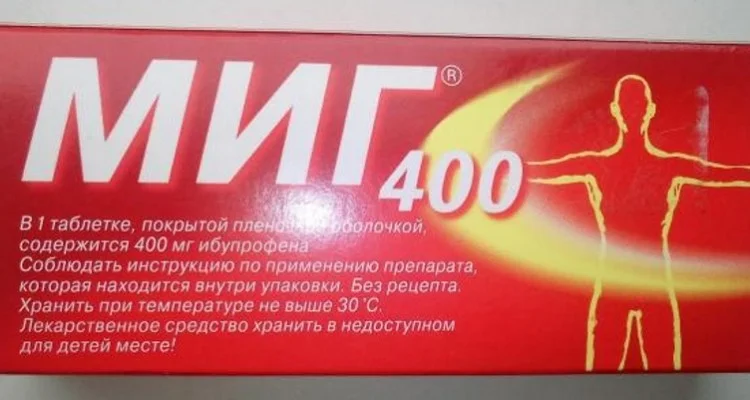 МИГ®
400
В 1 таблетке, покрытой пленочной оболочкой,
содержится 400 мг ибупрофена
Соблюдать инструкцию по применению препарата,
которая находится внутри упаковки. Без рецепта.
Хранить при температуре не выше 30 °C.
Лекарственное средство хранить в недоступном
для детей месте!